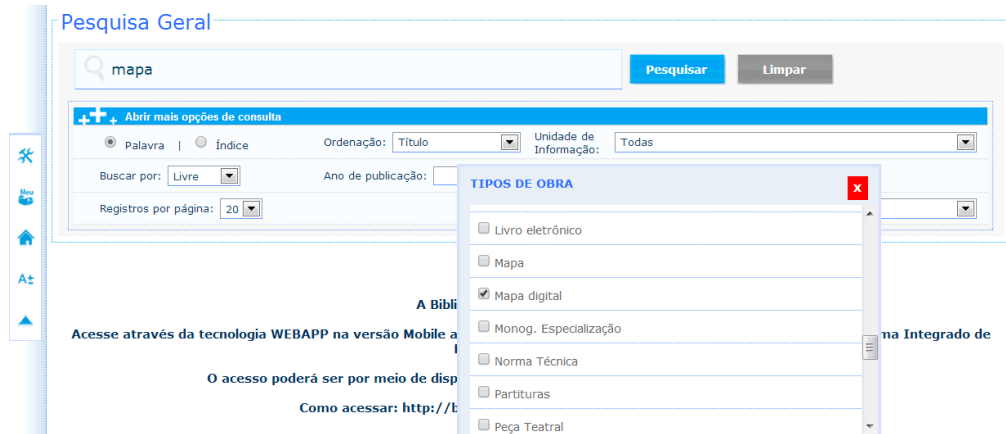 Pesquisa Geral
mapa
Pesquisar
Limpar
Abrir mais opções de consulta
Palavra | Índice
Ordenação: Título
Unidade de Informação: Todas
Buscar por: Livre
Ano de publicação:
Registros por página: 20
TIPOS DE OBRA
x
Livro eletrônico
Mapa
Mapa digital
Monog. Especialização
Norma Técnica
Partituras
Peça Teatral
Meu
A±
A Bibli
Acesse através da tecnologia WEBAPP na versão Mobile a
ma Integrado de
O acesso poderá ser por meio de disp
Como acessar: http://b